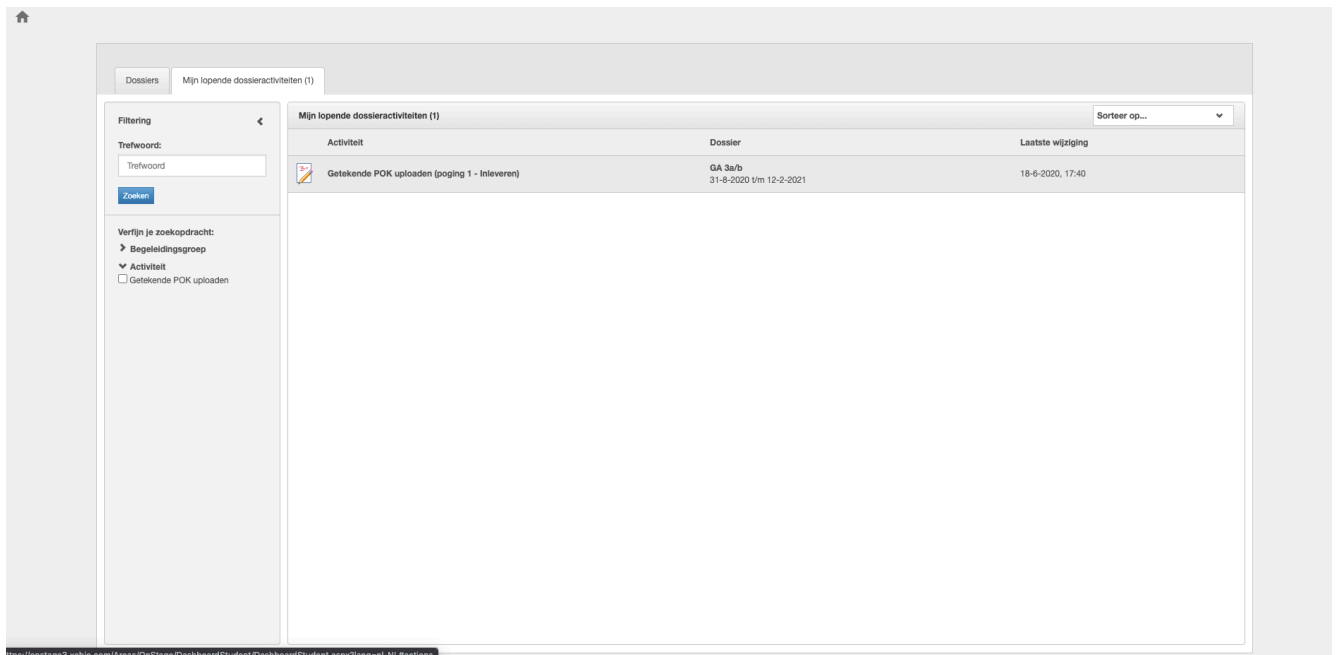 Dossiers
Mijn lopende dossieractiviteiten (1)
Filtering
Trefwoord:
Trefwoord
Zoeken
Verfijn je zoekopdracht:
Begeleidingsgroep
Activiteit
Getekende POK uploaden
Mijn lopende dossieractiviteiten (1)
Sorteer op...
Activiteit Dossier Laatste wijziging
Getekende POK uploaden (poging 1 - Inleveren) GA 3a/b 18-6-2020, 17:40
31-8-2020 t/m 12-2-2021